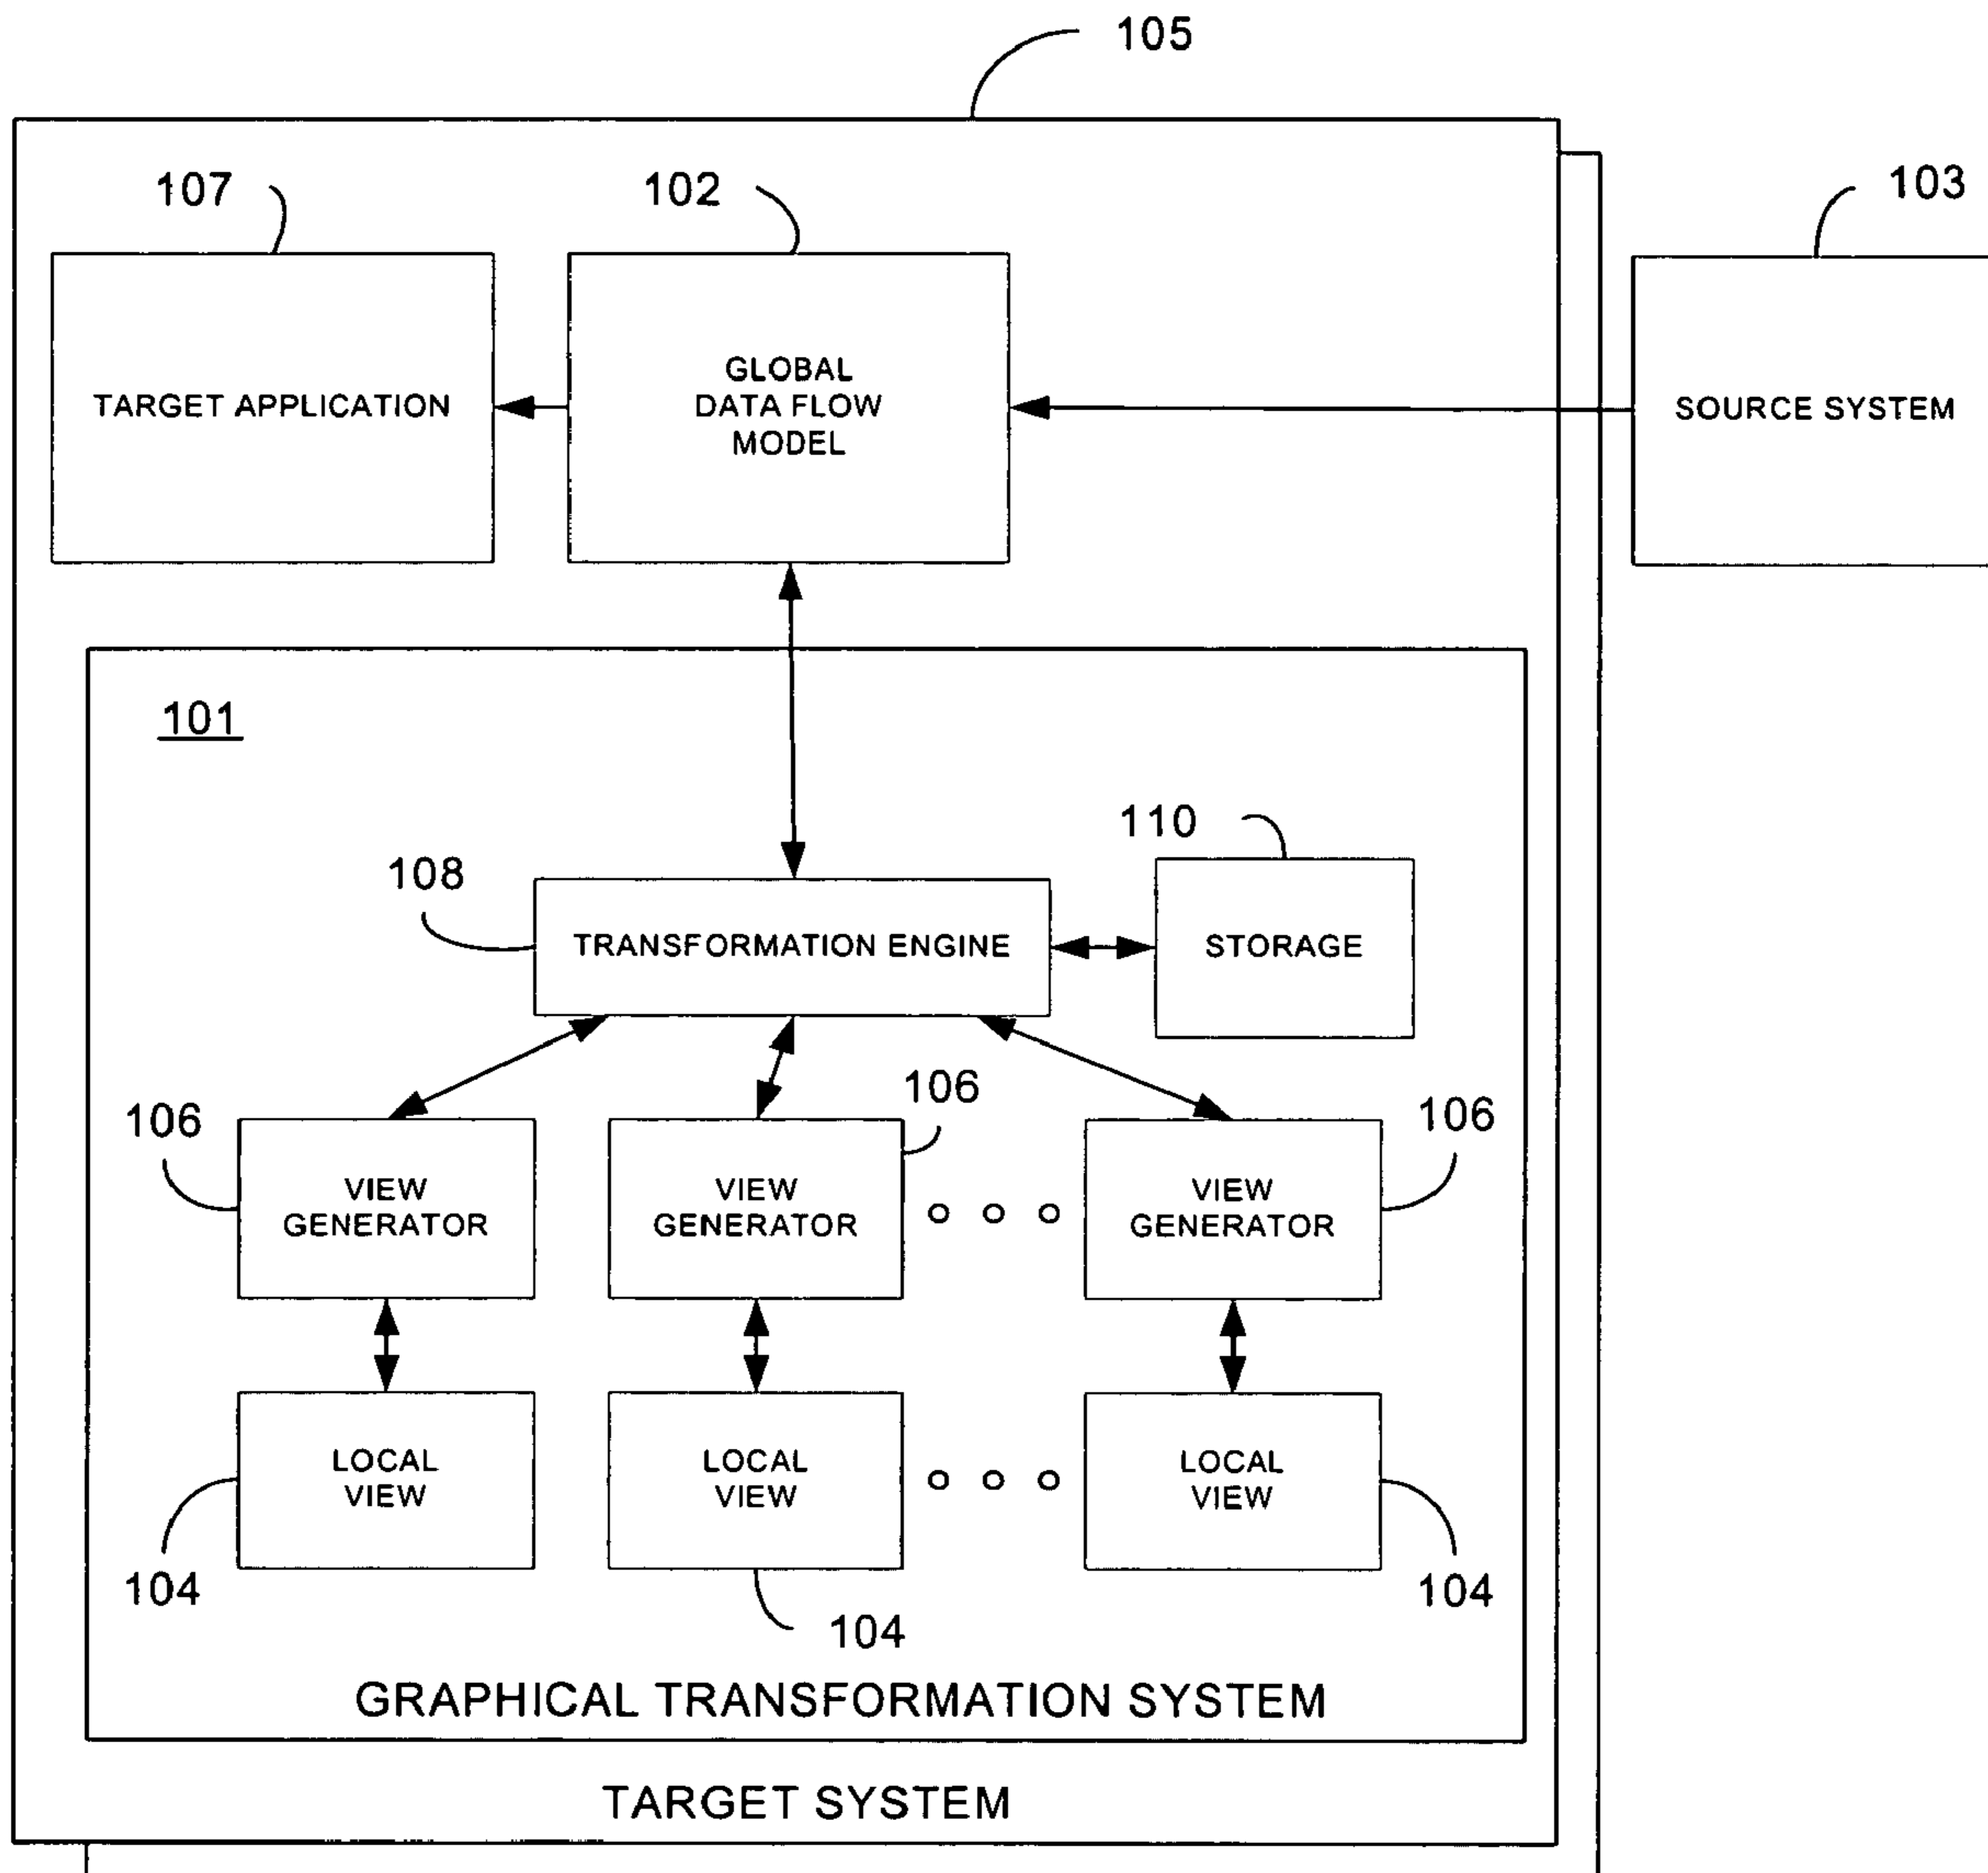 105
107
102
103
TARGET APPLICATION
GLOBAL
DATA FLOW
MODEL
SOURCE SYSTEM
101
110
108
TRANSFORMATION ENGINE
STORAGE
106
106
106
VIEW
GENERATOR
VIEW
GENERATOR
VIEW
GENERATOR
LOCAL
VIEW
LOCAL
VIEW
LOCAL
VIEW
104
104
104
GRAPHICAL TRANSFORMATION SYSTEM
TARGET SYSTEM